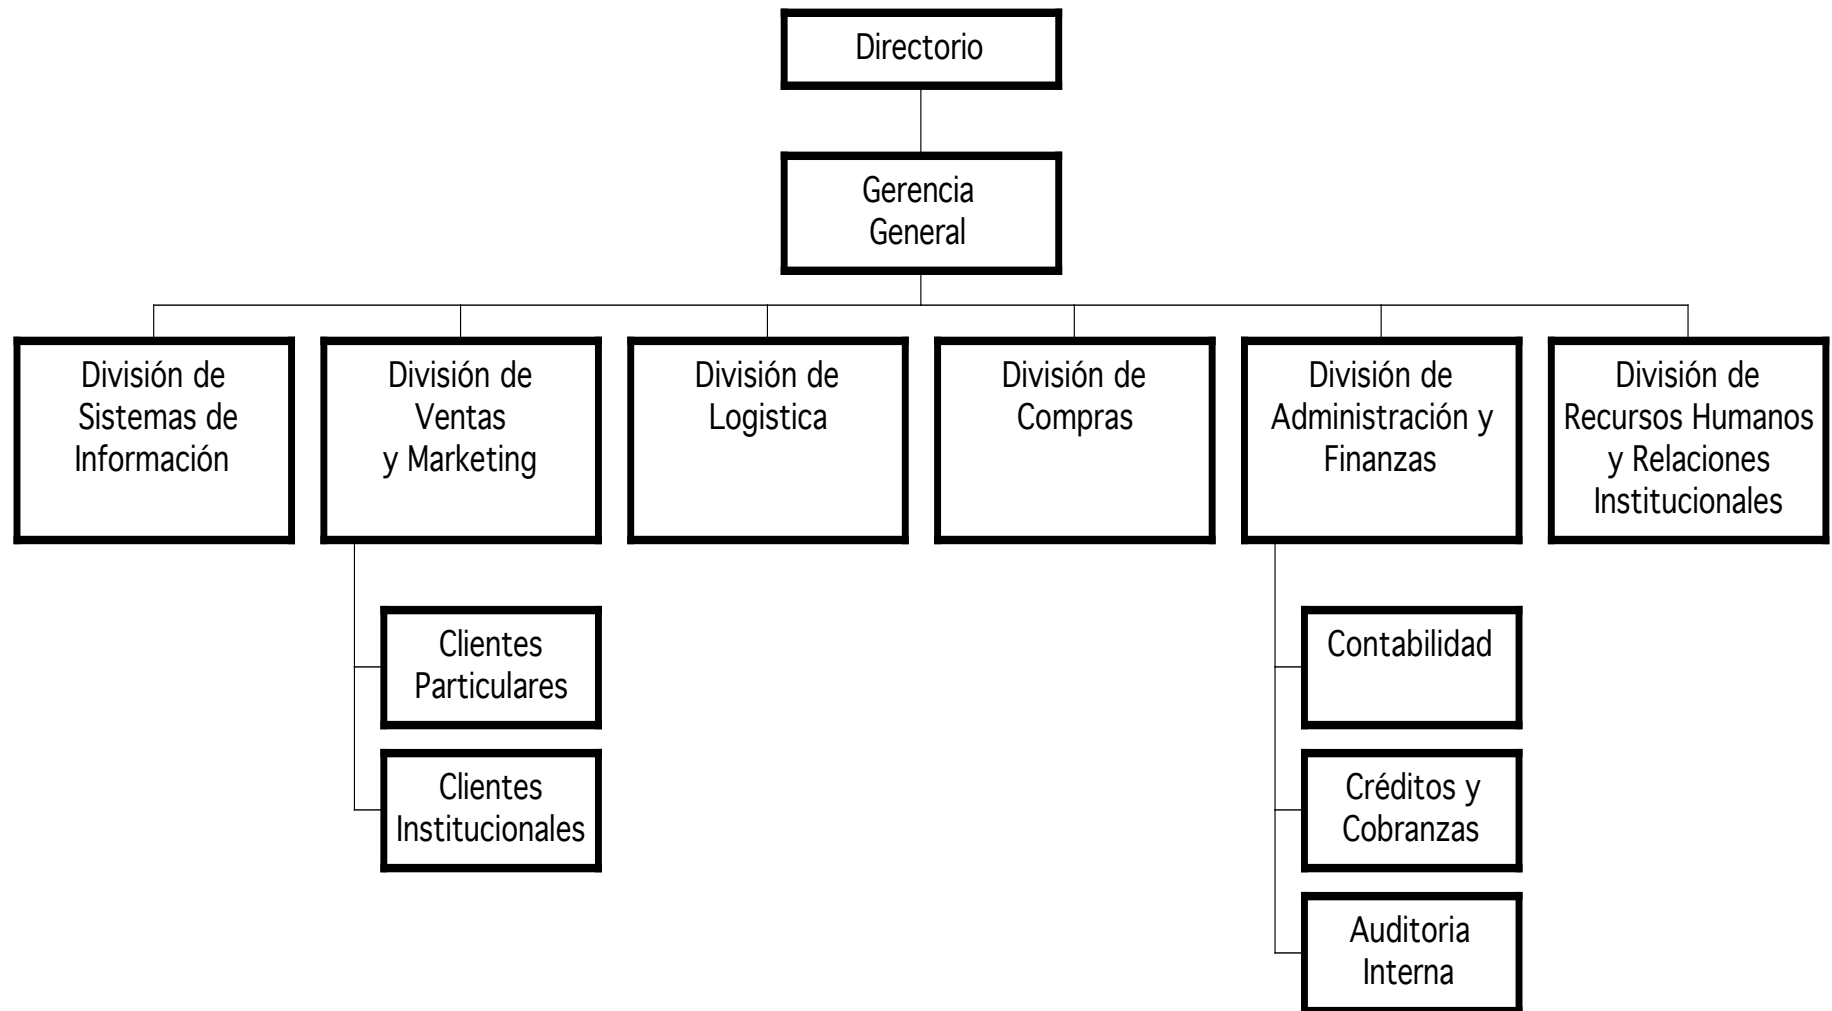 Directorio
Gerencia
General
División de
Sistemas de
Información
División de
Ventas
y Marketing
División de
Logistica
División de
Compras
División de
Administración y
Finanzas
División de
Recursos Humanos
y Relaciones
Institucionales
Clientes
Particulares
Clientes
Institucionales
Contabilidad
Créditos y
Cobranzas
Auditoria
Interna